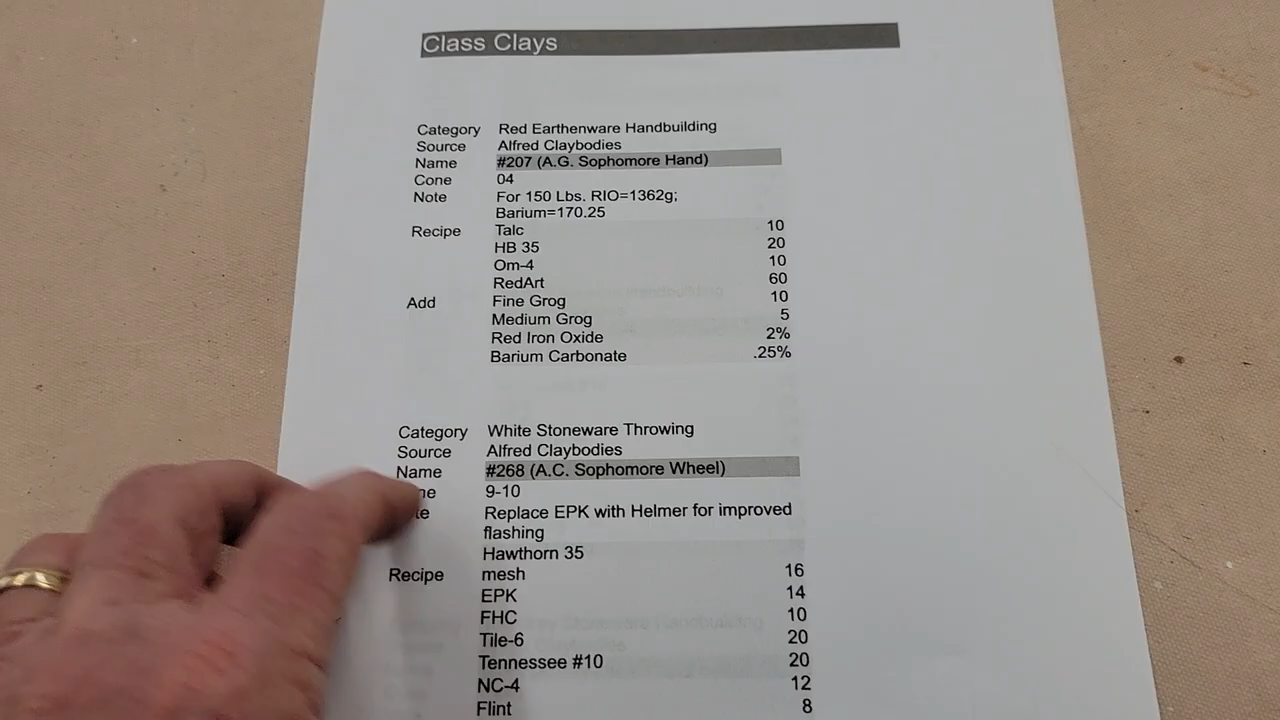 Class Clays
Category Red Earthenware Handbuilding
Source Alfred Claybodies
Name #207 (A.G. Sophomore Hand)
Cone 04
Note For 150 Lbs. RIO=1362g;
Barium=170.25
Recipe Talc 10
HB 35 20
Om-4 10
RedArt 60
Add Fine Grog 10
Medium Grog 5
Red Iron Oxide 2%
Barium Carbonate .25%
Category White Stoneware Throwing
Source Alfred Claybodies
Name #268 (A.C. Sophomore Wheel)
ne 9-10
te Replace EPK with Helmer for improved
flashing
Hawthorn 35
Recipe mesh 16
EPK 14
FHC 10
Tile-6 20
Tennessee #10 20
NC-4 12
Flint 8